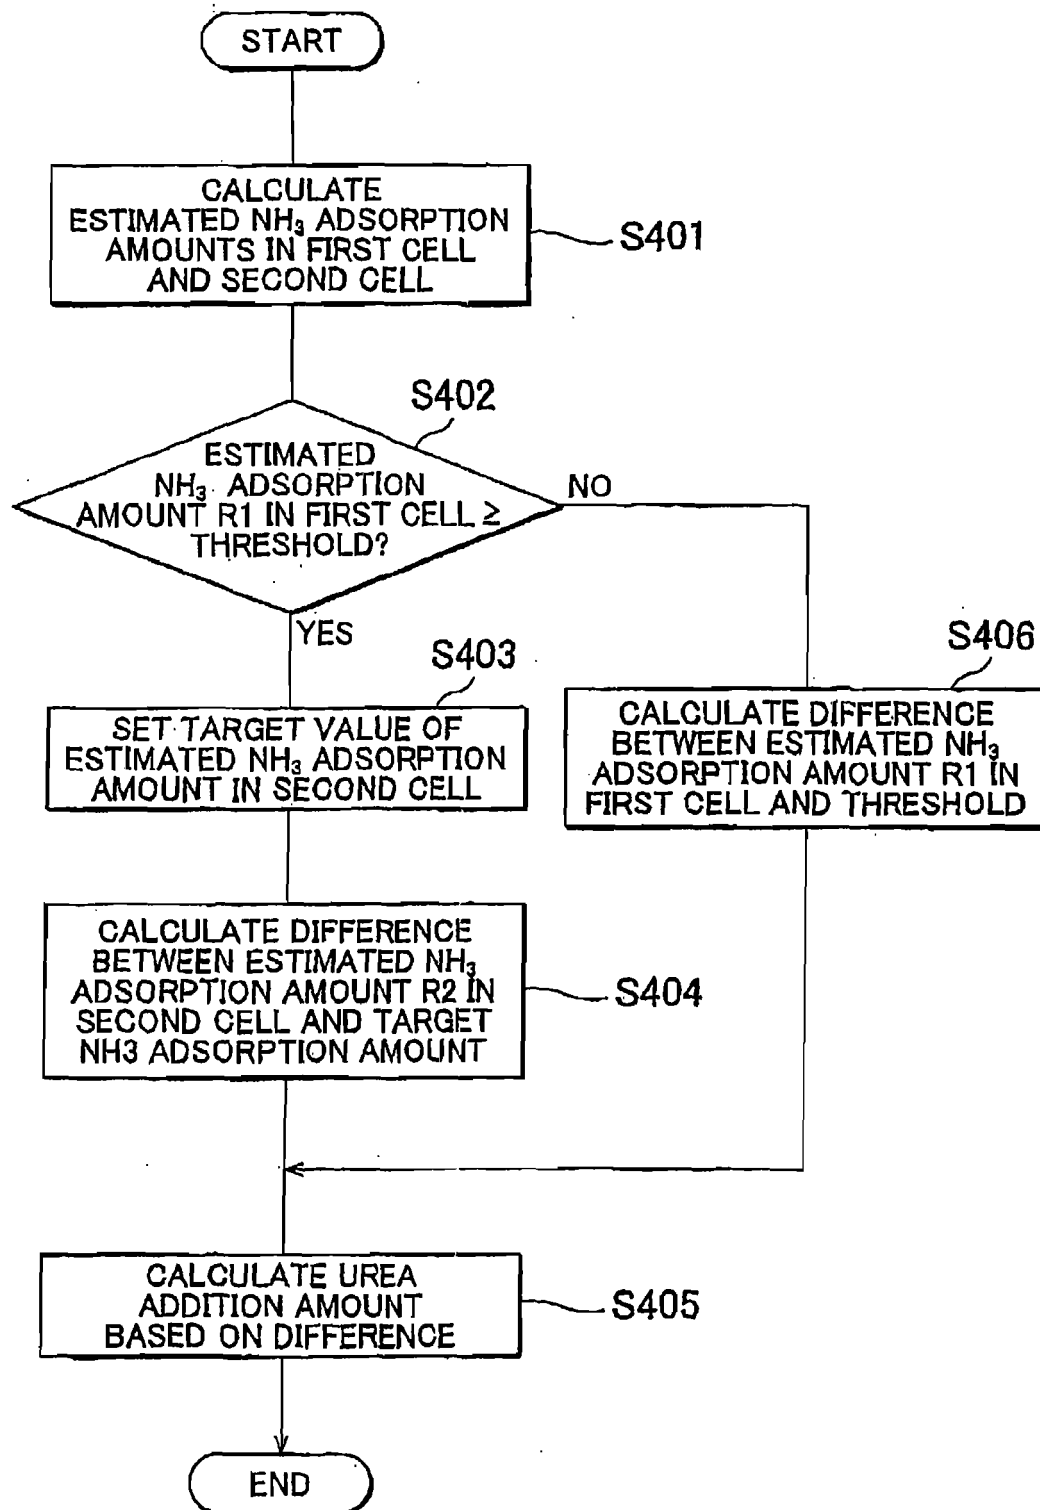 START
CALCULATE
ESTIMATED NH₃ ADSORPTION
AMOUNTS IN FIRST CELL
AND SECOND CELL
S401
S402
ESTIMATED
NH₃ ADSORPTION
AMOUNT R1 IN FIRST CELL ≥
THRESHOLD?
NO
YES
S403
SET TARGET VALUE OF
ESTIMATED NH₃ ADSORPTION
AMOUNT IN SECOND CELL
S406
CALCULATE DIFFERENCE
BETWEEN ESTIMATED NH₃
ADSORPTION AMOUNT R1 IN
FIRST CELL AND THRESHOLD
CALCULATE DIFFERENCE
BETWEEN ESTIMATED NH₃
ADSORPTION AMOUNT R2 IN
SECOND CELL AND TARGET
NH3 ADSORPTION AMOUNT
S404
CALCULATE UREA
ADDITION AMOUNT
BASED ON DIFFERENCE
S405
END